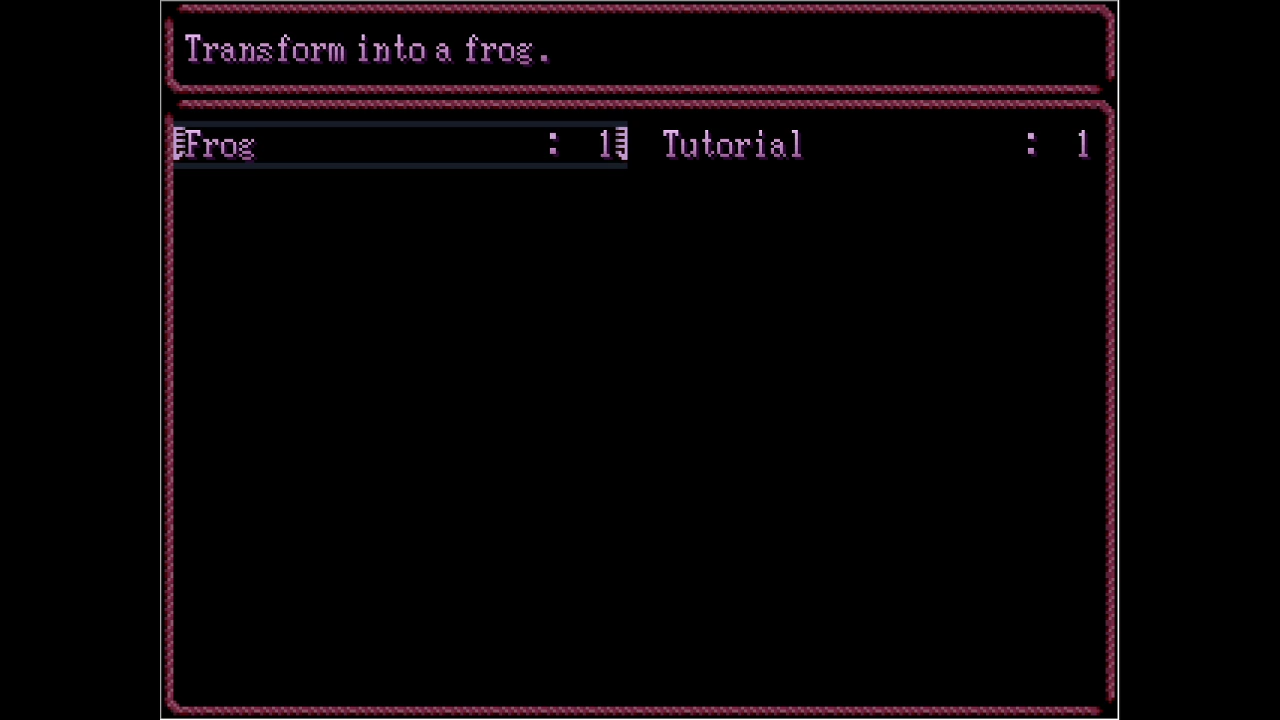 Transform into a frog.
Frog : 1 Tutorial : 1